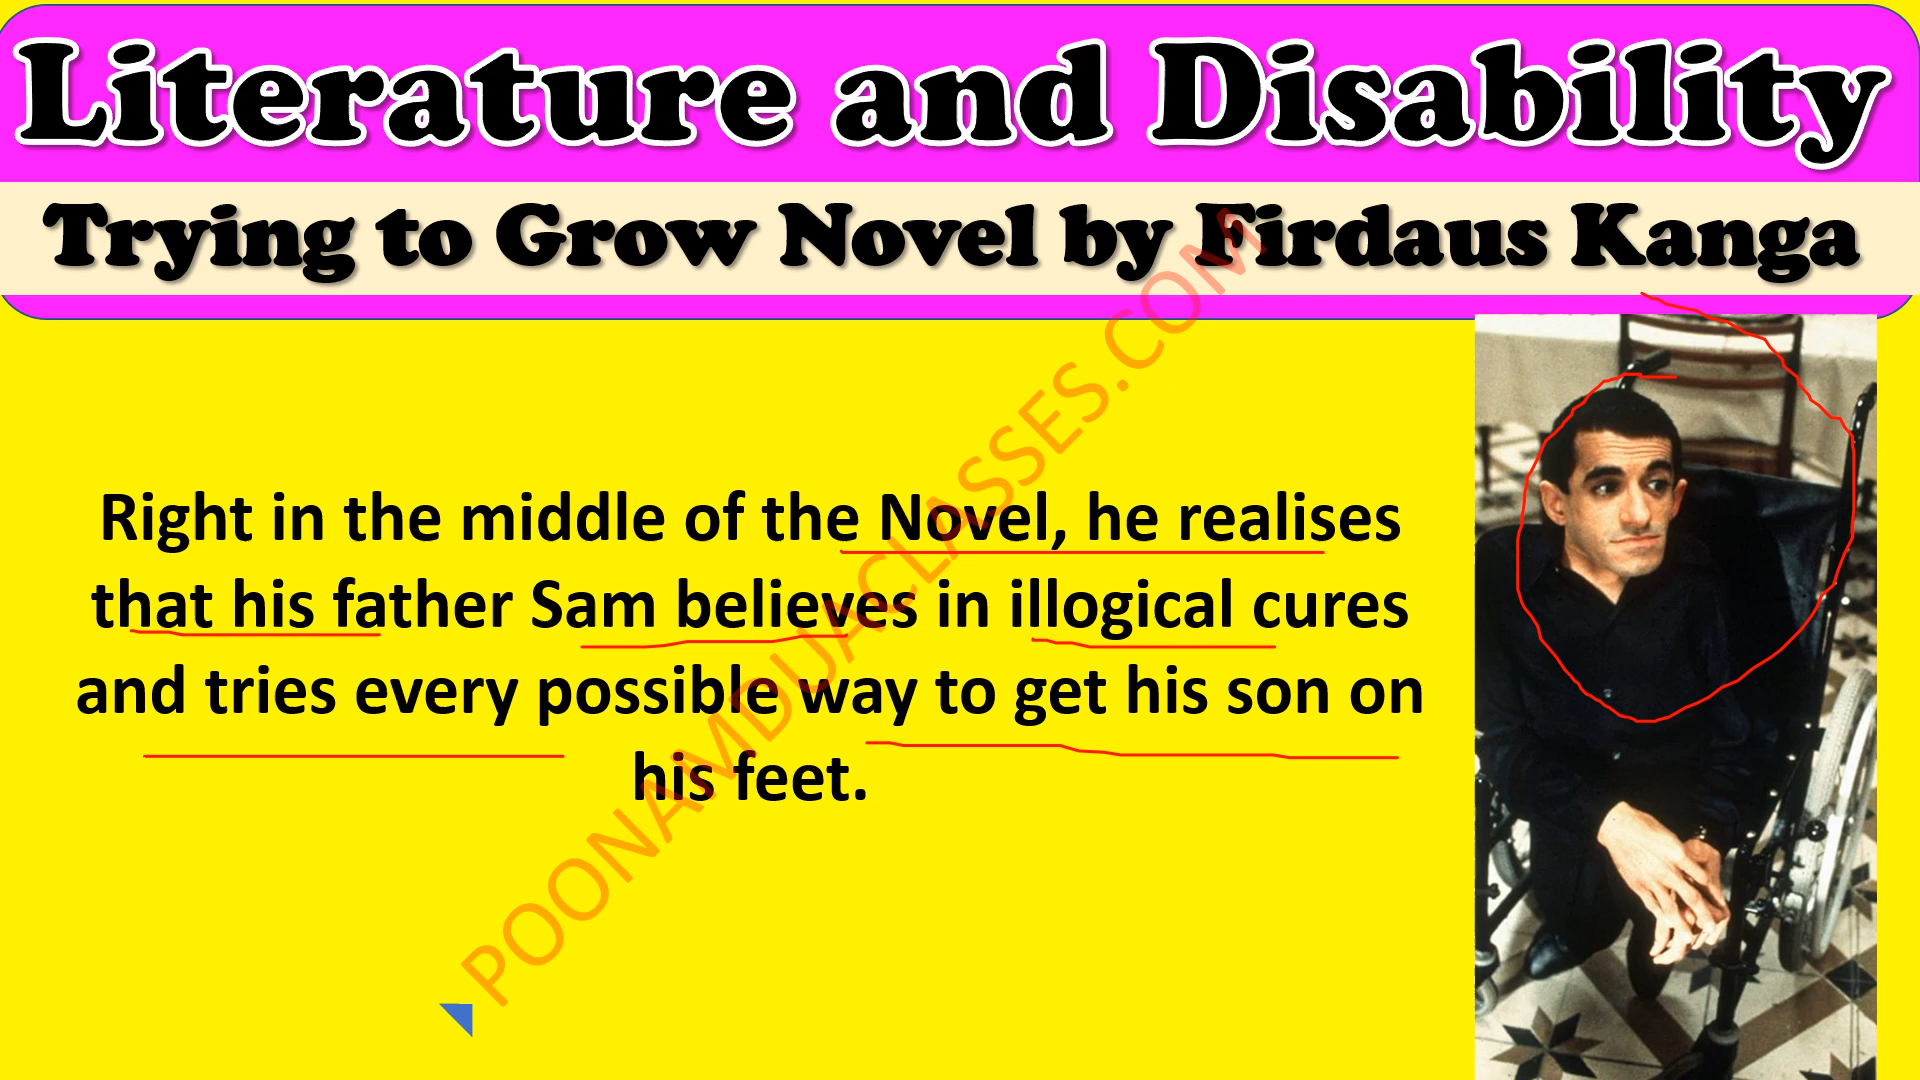 Literature and Disability
Trying to Grow Novel by Firdaus Kanga
Right in the middle of the Novel, he realises
that his father Sam believes in illogical cures
and tries every possible way to get his son on
his feet.
POONAMDUACLASSES.COM